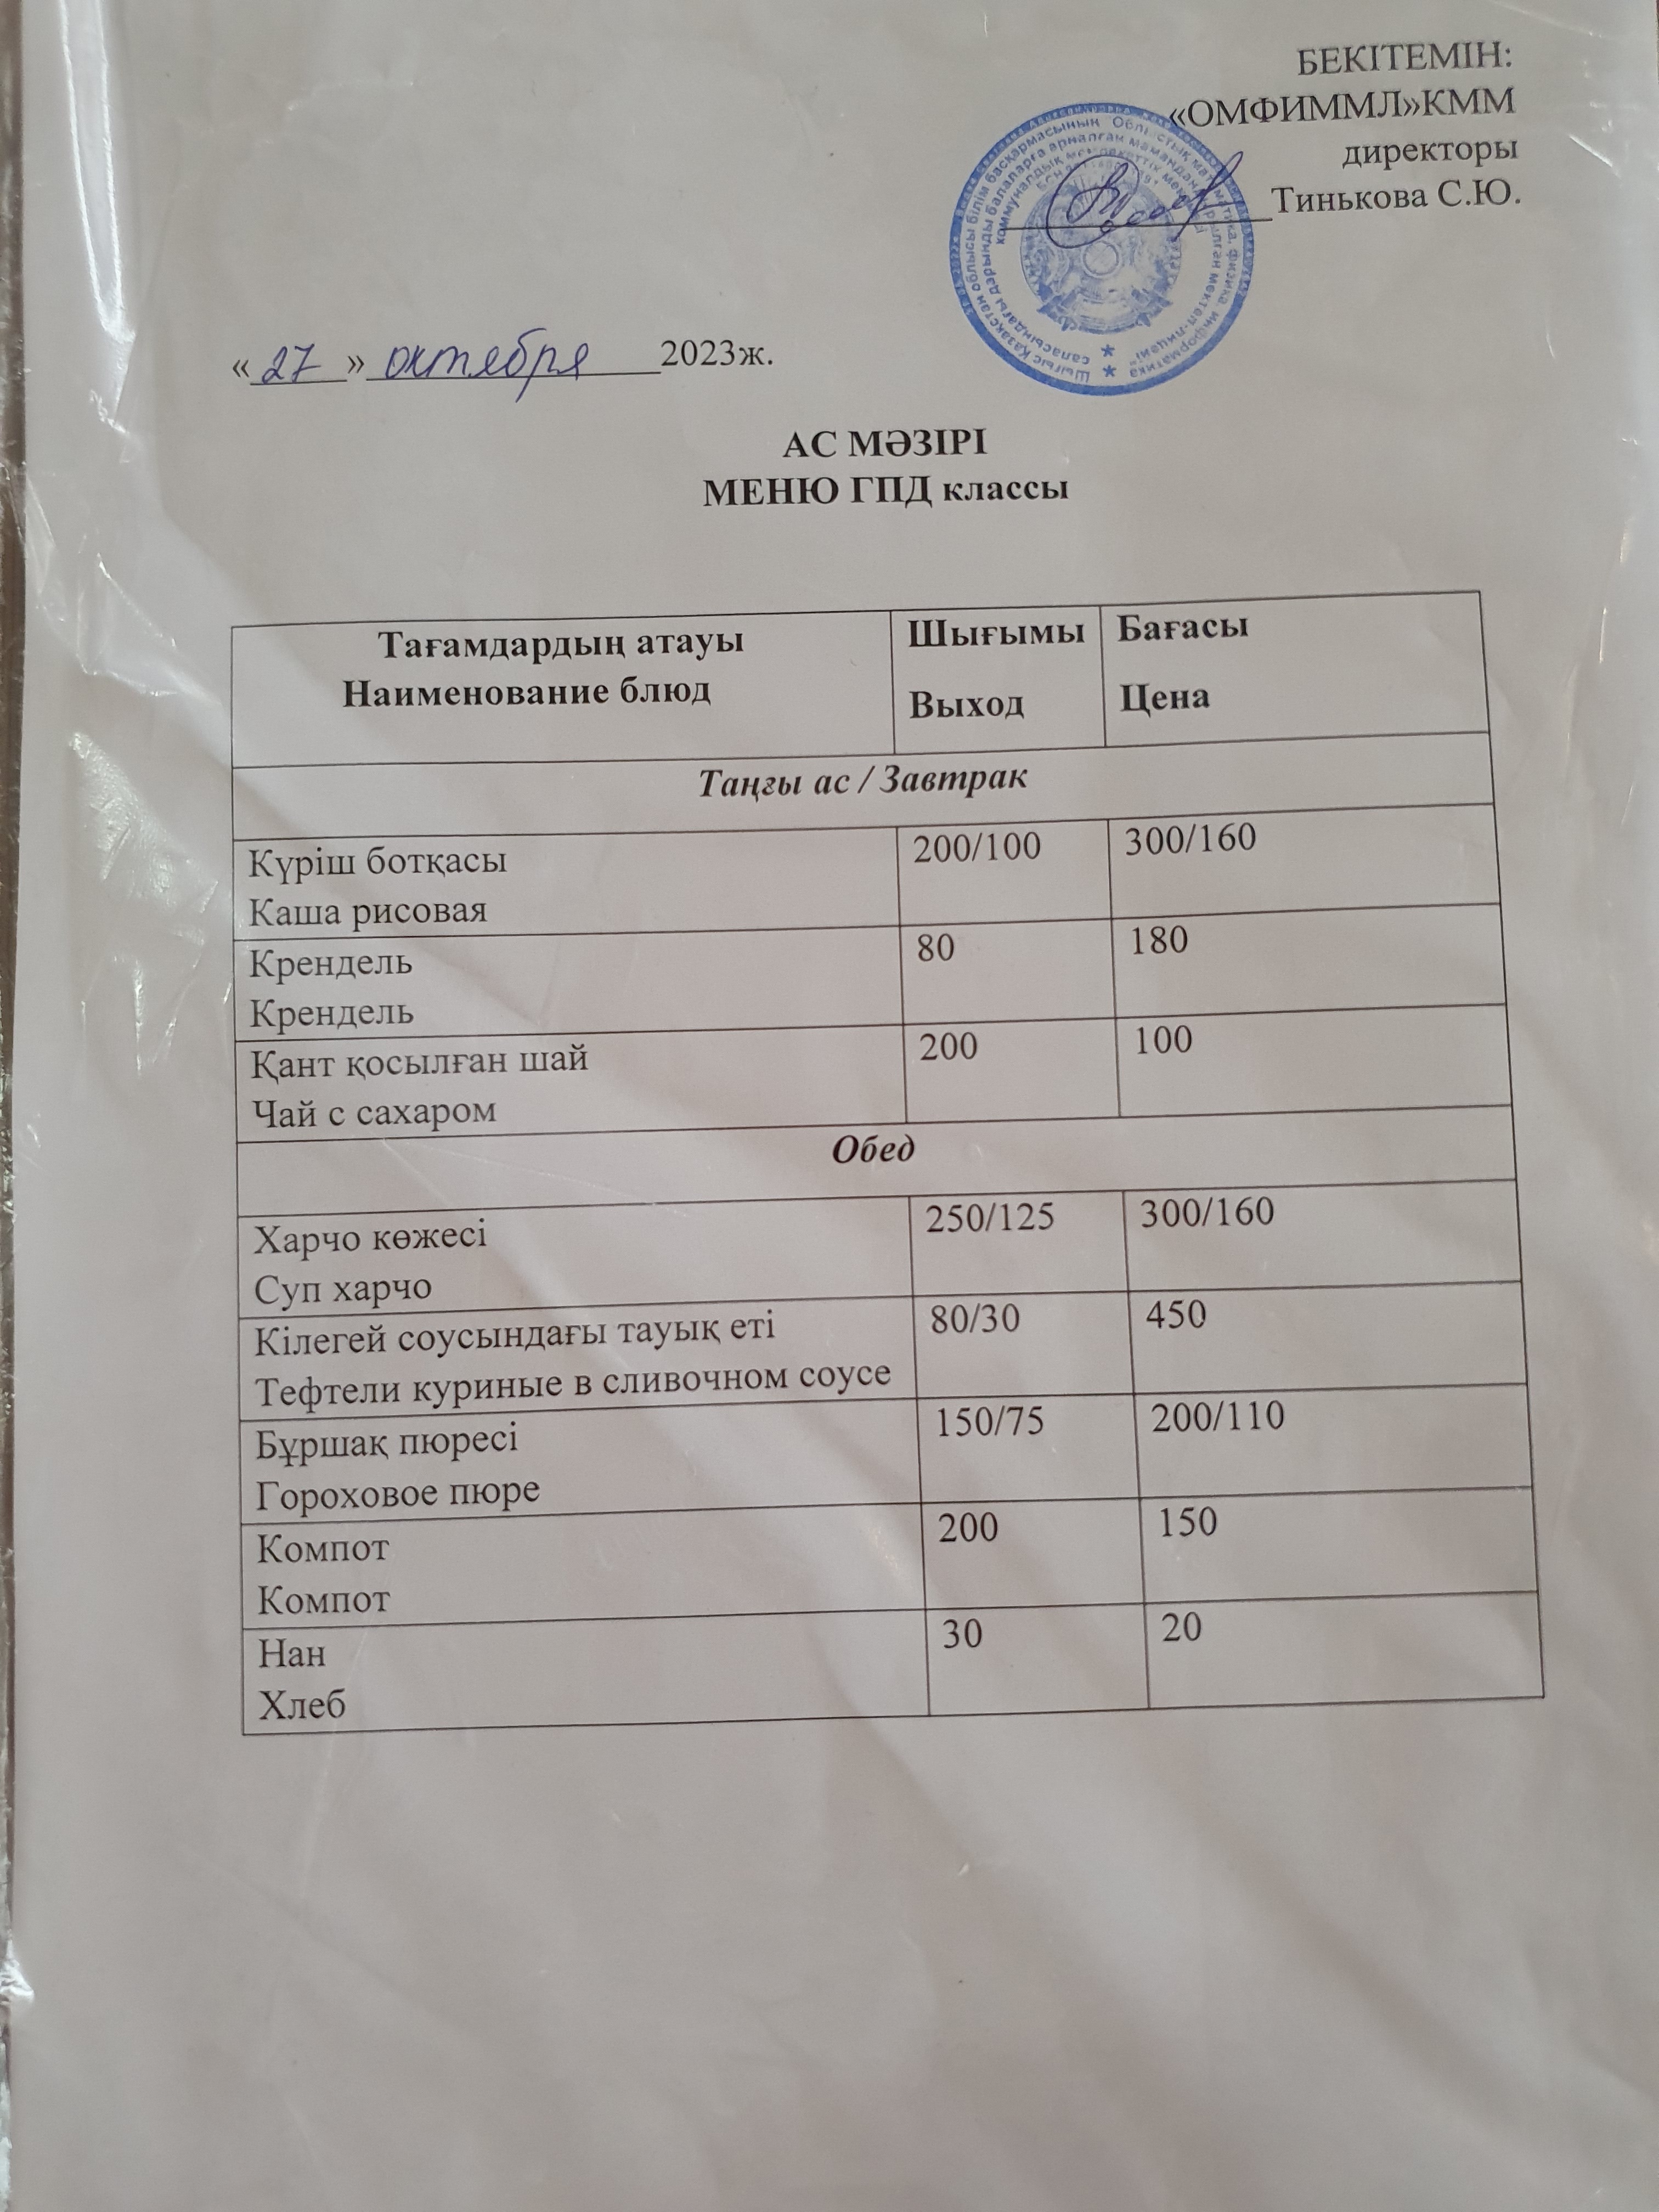 БЕКІТЕМІН:
«ОМФИММЛ»КММ
директоры
Тинькова С.Ю.
«27» октября 2023ж.
АС МӘЗІРІ
МЕНЮ ГПД классы
Тағамдардың атауы
Наименование блюд
Шығымы
Выход
Бағасы
Цена
Таңғы ас / Завтрак
Күріш ботқасы
Каша рисовая
200/100
300/160
Крендель
Крендель
80
180
Қант қосылған шай
Чай с сахаром
200
100
Обед
Харчо көжесі
Суп харчо
250/125
300/160
Кілегей соусындағы тауық еті
Тефтели куриные в сливочном соусе
80/30
450
Бұршақ пюресі
Гороховое пюре
150/75
200/110
Компот
Компот
200
150
Нан
Хлеб
30
20